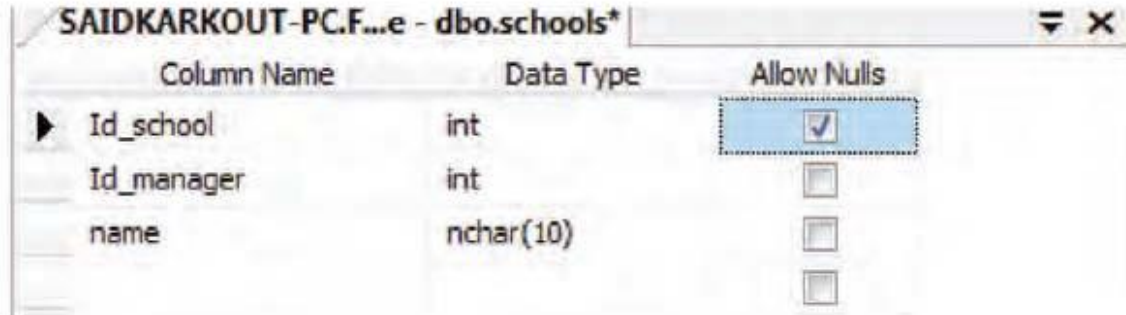 SAIDKARKOUT-PC.F...e - dbo.schools*
Column Name Data Type Allow Nulls
Id_school int
Id_manager int
name nchar(10)